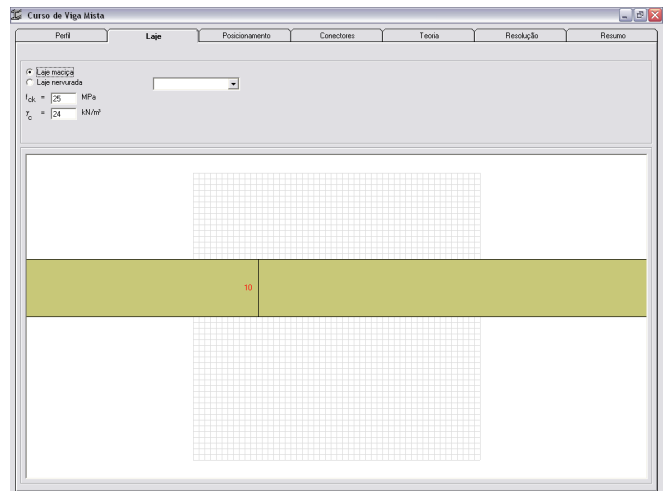 Curso de Viga Mista
Perfil Laje Posicionamento Conectores Teoria Resolução Resumo
Laje maciça
Laje nervurada
fck = 25 MPa
γc = 24 kN/m³
10